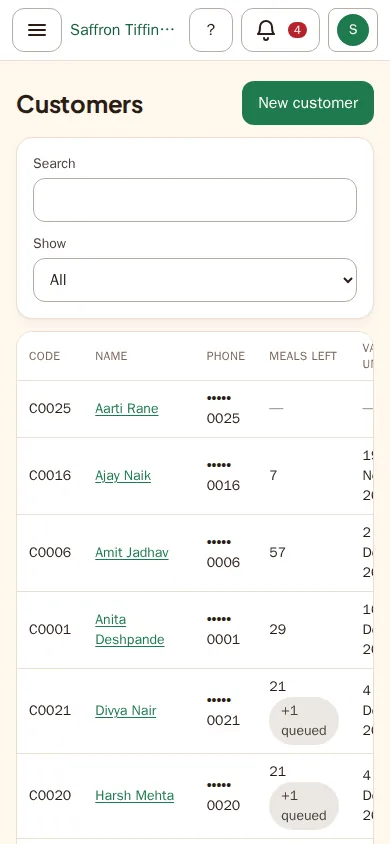 Saffron Tiffin··· ? 4 S
Customers New customer
Search
Show
All
CODE NAME PHONE MEALS LEFT
C0025 Aarti Rane ••••• 0025 — —
C0016 Ajay Naik ••••• 0016 7
C0006 Amit Jadhav ••••• 0006 57
C0001 Anita Deshpande ••••• 0001 29
C0021 Divya Nair ••••• 0021 21 +1 queued
C0020 Harsh Mehta ••••• 0020 21 +1 queued